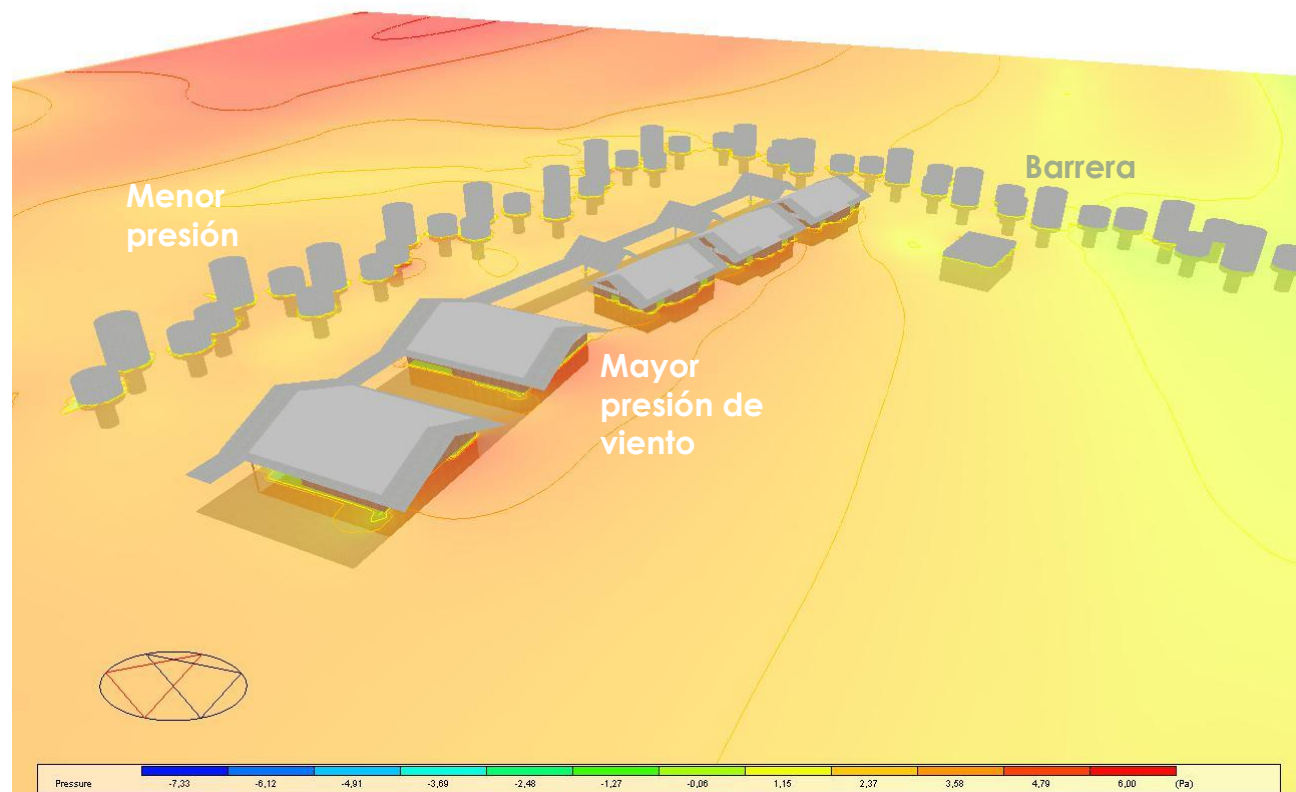 Barrera
Menor
presión
Mayor
presión de
viento
Pressure -7,33 -6,12 -4,91 -3,69 -2,48 -1,27 -0,06 1,15 2,37 3,58 4,79 6,00 (Pa)